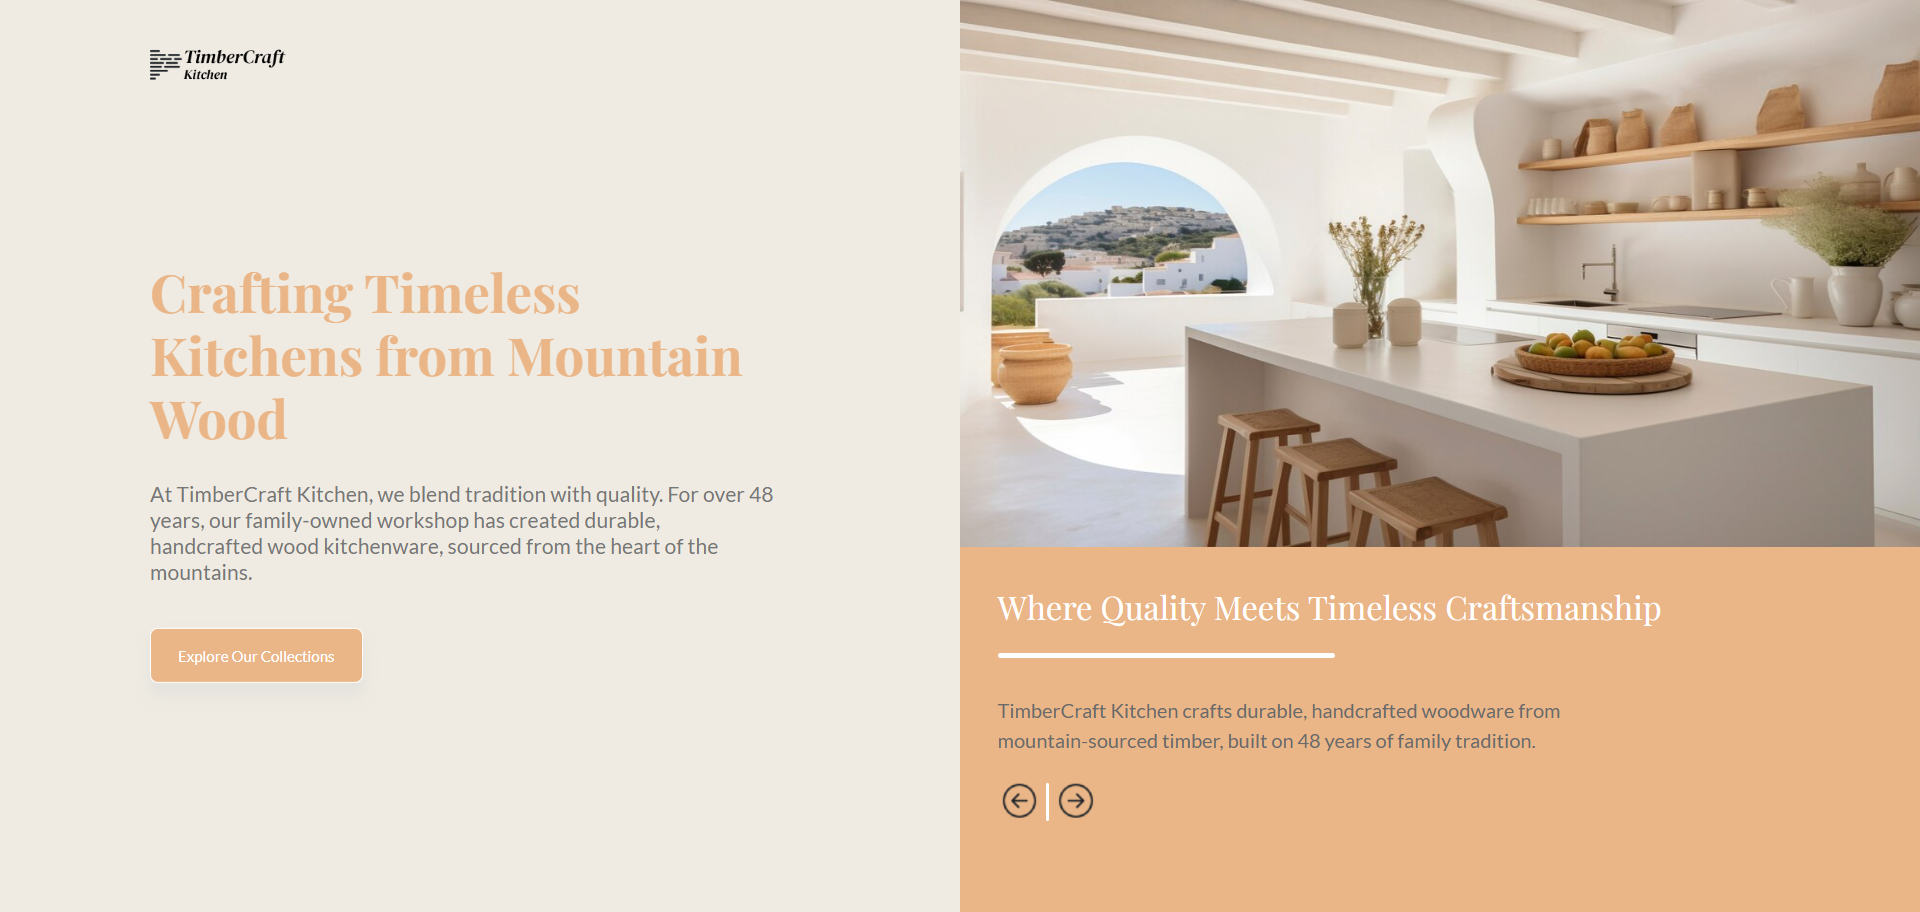 TimberCraft
Kitchen
Crafting Timeless
Kitchens from Mountain
Wood
At TimberCraft Kitchen, we blend tradition with quality. For over 48
years, our family-owned workshop has created durable,
handcrafted wood kitchenware, sourced from the heart of the
mountains.
Explore Our Collections
Where Quality Meets Timeless Craftsmanship
TimberCraft Kitchen crafts durable, handcrafted woodware from
mountain-sourced timber, built on 48 years of family tradition.